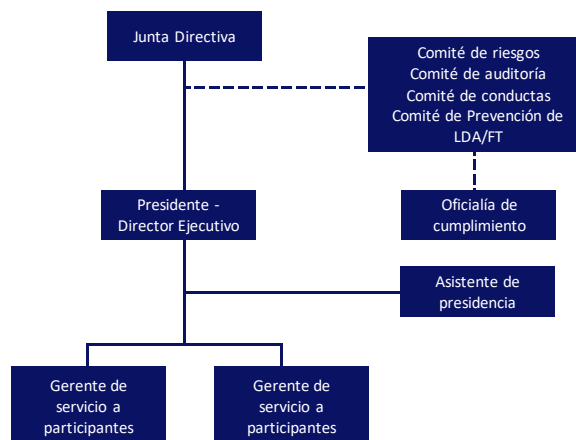 Junta Directiva
Comité de riesgos
Comité de auditoría
Comité de conductas
Comité de Prevención de
LDA/FT
Presidente -
Director Ejecutivo
Oficialía de
cumplimiento
Asistente de
presidencia
Gerente de
servicio a
participantes
Gerente de
servicio a
participantes